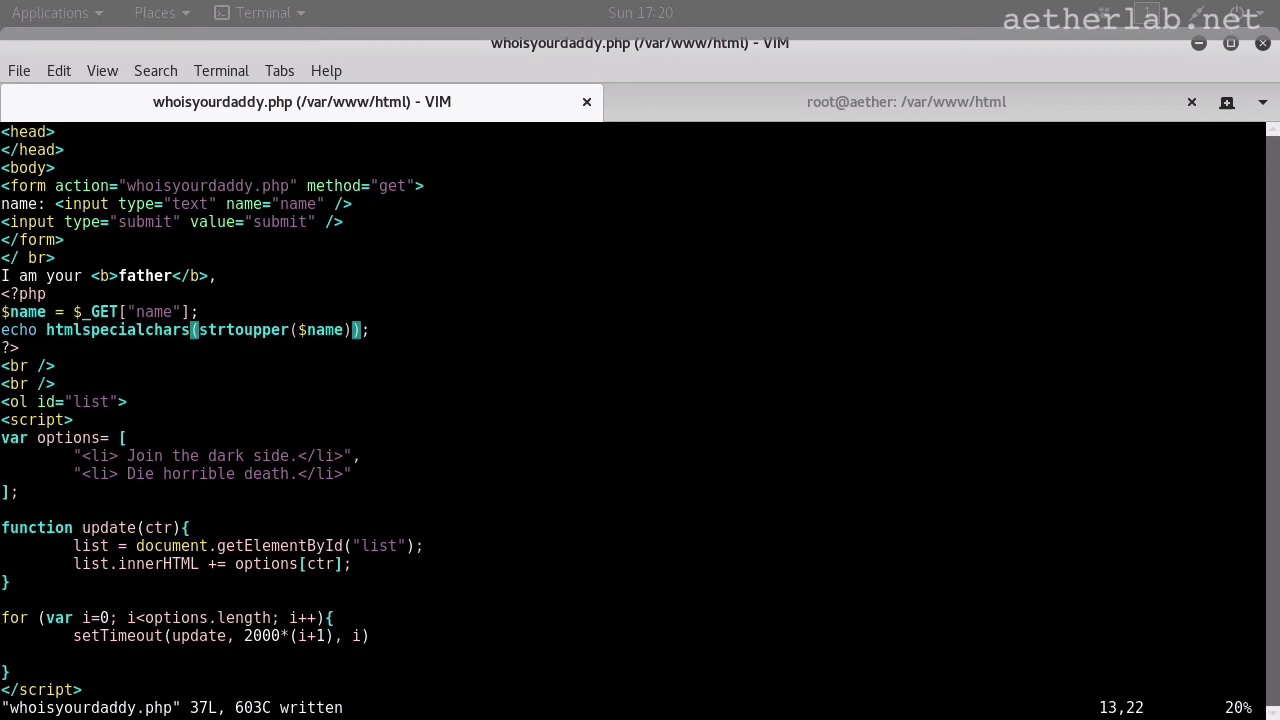 Applications Places Terminal Sun 17:20 1
aetherlab.net
whoisyourdaddy.php (/var/www/html) - VIM
File Edit View Search Terminal Tabs Help
whoisyourdaddy.php (/var/www/html) - VIM × root@aether: /var/www/html ×
<head>
</head>
<body>
<form action="whoisyourdaddy.php" method="get">
name: <input type="text" name="name" />
<input type="submit" value="submit" />
</form>
</ br>
I am your <b>father</b>,
<?php
$name = $_GET["name"];
echo htmlspecialchars(strtoupper($name));
?>
<br />
<br />
<ol id="list">
<script>
var options= [
        "<li> Join the dark side.</li>",
        "<li> Die horrible death.</li>"
];
function update(ctr){
        list = document.getElementById("list");
        list.innerHTML += options[ctr];
}
for (var i=0; i<options.length; i++){
        setTimeout(update, 2000*(i+1), i)
}
</script>
"whoisyourdaddy.php" 37L, 603C written 13,22 20%